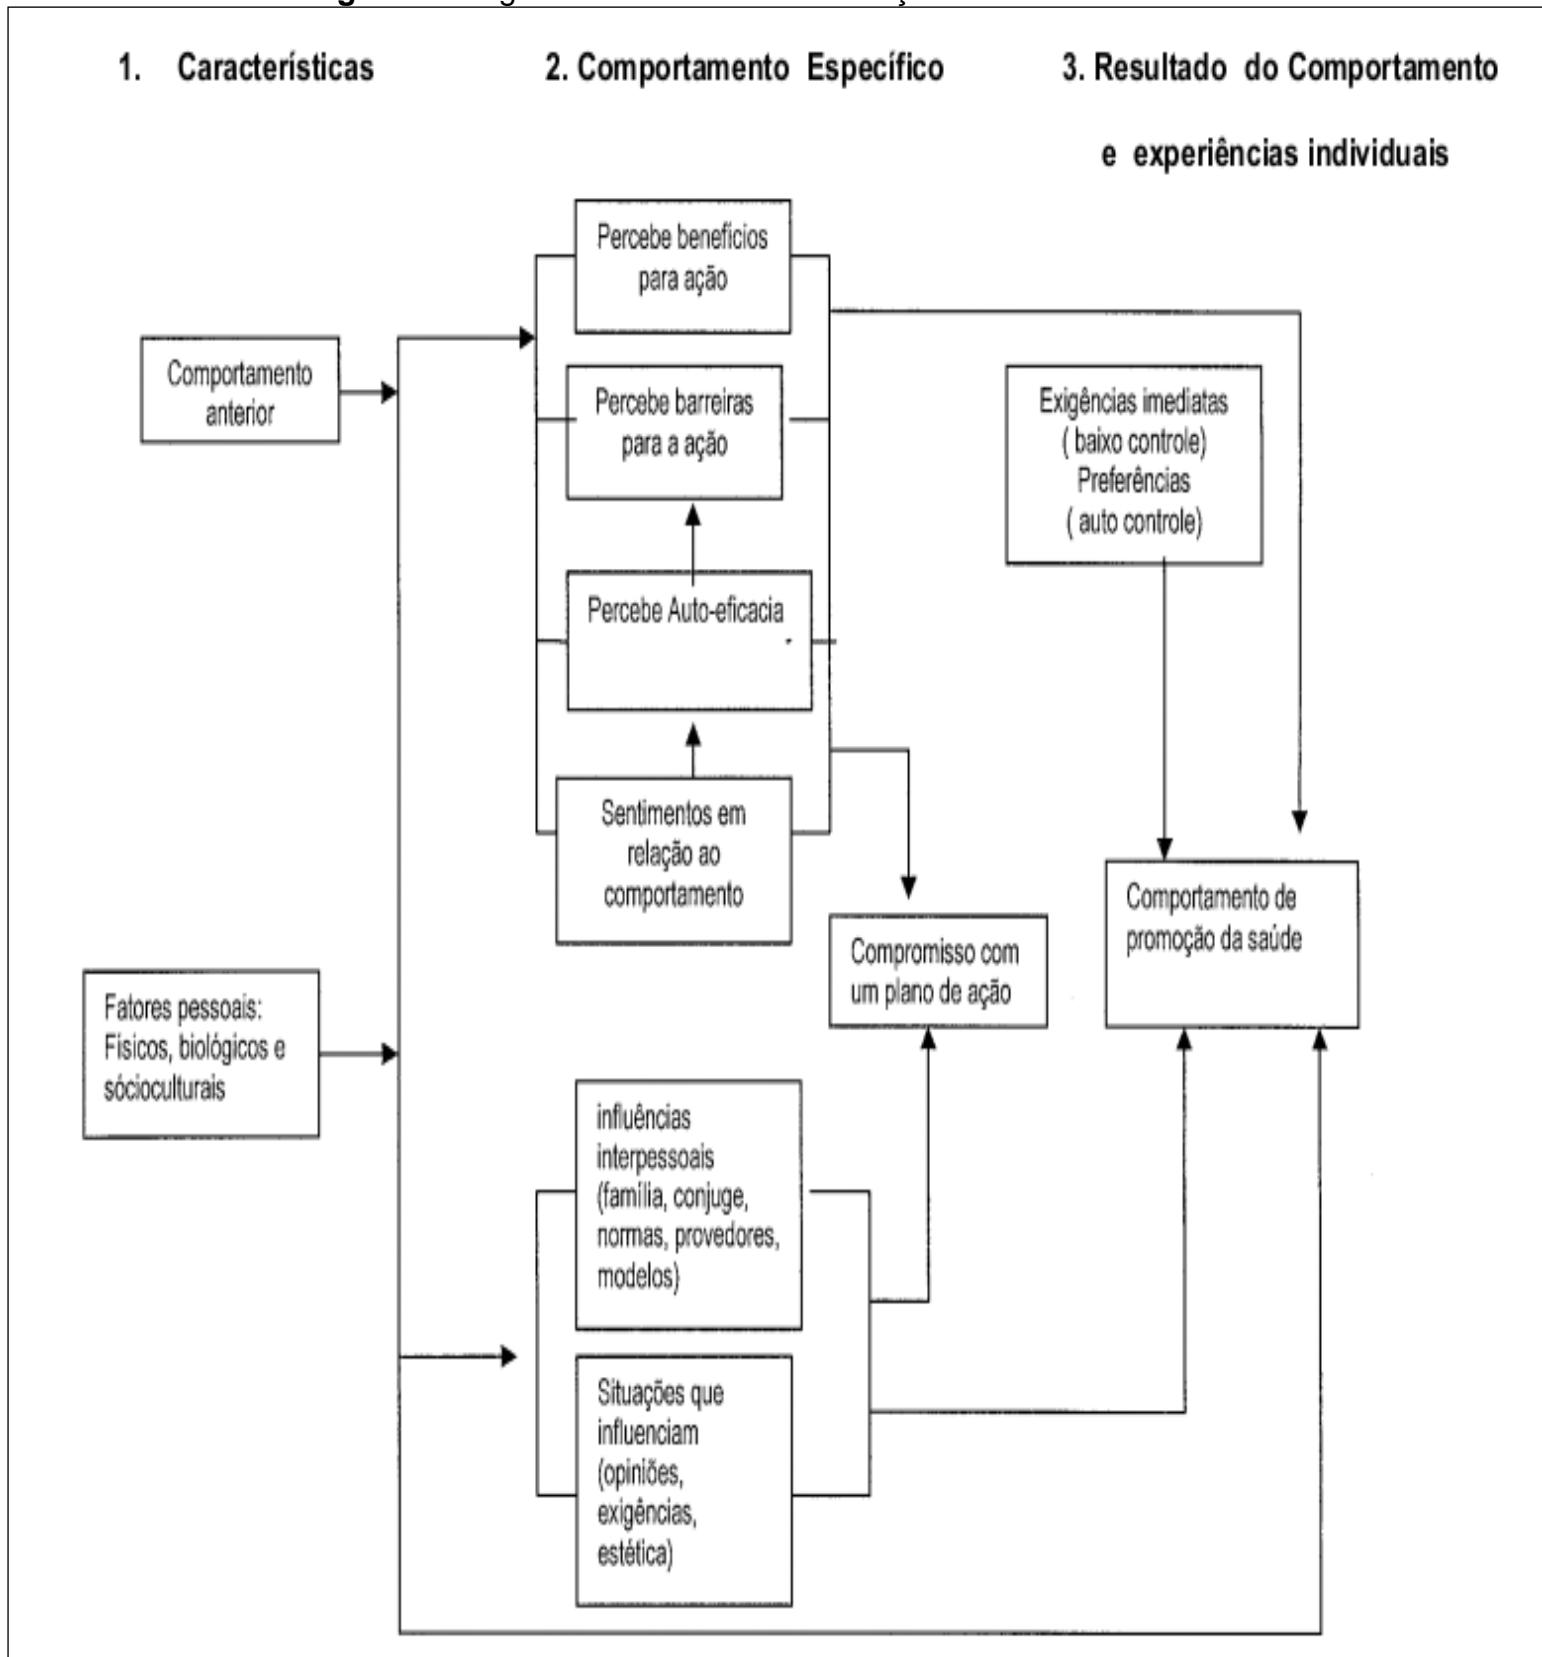 1. Características
2. Comportamento Específico
3. Resultado do Comportamento
e experiências individuais
Percebe benefícios
para ação
Comportamento
anterior
Percebe barreiras
para a ação
Exigências imediatas
( baixo controle)
Preferências
( auto controle)
Percebe Auto-eficacia
Sentimentos em
relação ao
comportamento
Compromisso com
um plano de ação
Comportamento de
promoção da saúde
Fatores pessoais:
Físicos, biológicos e
sócioculturais
influências
interpessoais
(família, conjuge,
normas, provedores,
modelos)
Situações que
influenciam
(opiniões,
exigências,
estética)